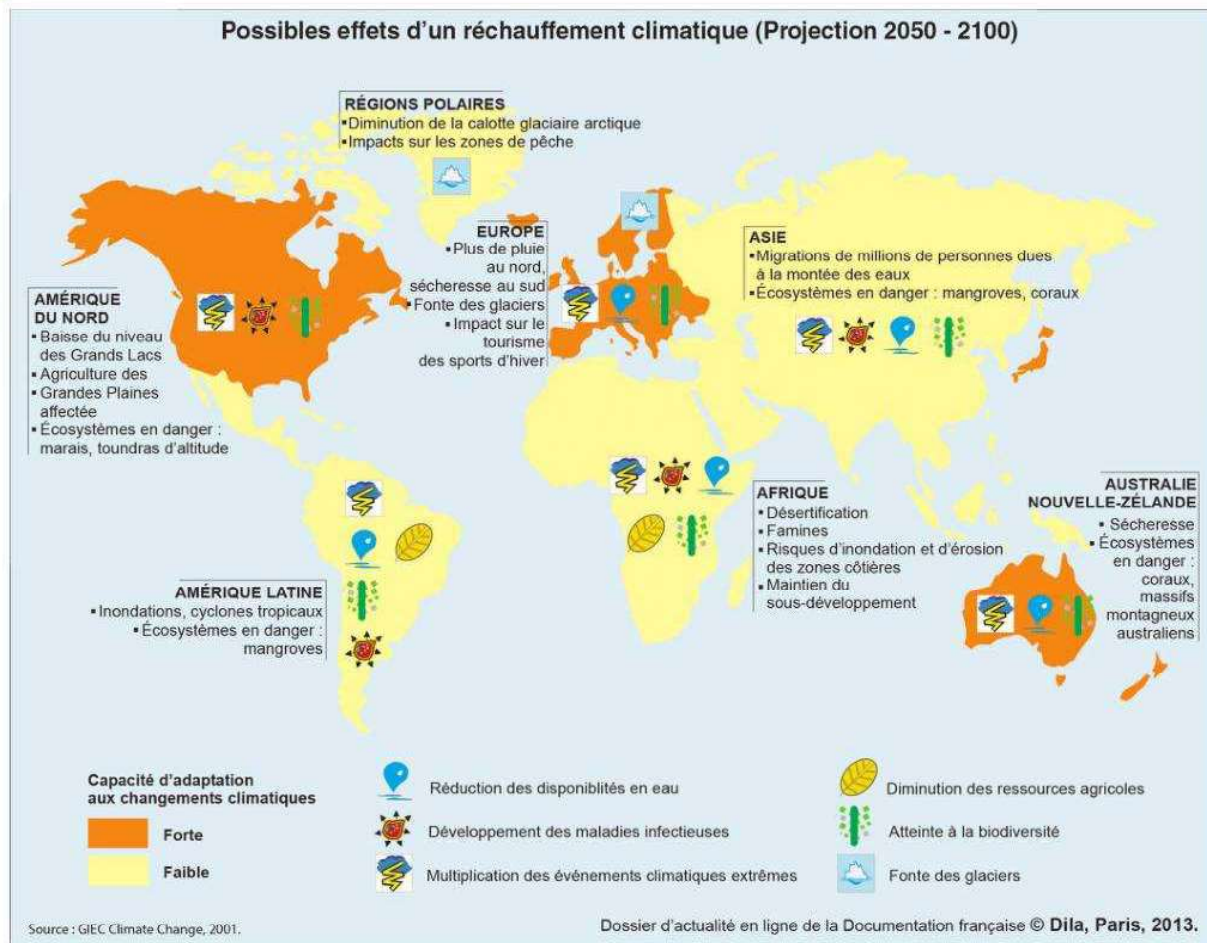 Possibles effets d'un réchauffement climatique (Projection 2050 - 2100)
RÉGIONS POLAIRES
▪ Diminution de la calotte glaciaire arctique
▪ Impacts sur les zones de pêche
EUROPE
▪ Plus de pluie
au nord,
sécheresse au sud
▪ Fonte des glaciers
▪ Impact sur le
tourisme
des sports d'hiver
ASIE
▪ Migrations de millions de personnes dues
à la montée des eaux
▪ Écosystèmes en danger : mangroves, coraux
AMÉRIQUE
DU NORD
▪ Baisse du niveau
des Grands Lacs
▪ Agriculture des
▪ Grandes Plaines
affectée
▪ Écosystèmes en danger :
marais, toundras d'altitude
AFRIQUE
▪ Désertification
▪ Famines
▪ Risques d'inondation et d'érosion
des zones côtières
▪ Maintien du
sous-développement
AUSTRALIE
NOUVELLE-ZÉLANDE
▪ Sécheresse
▪ Écosystèmes
en danger :
coraux,
massifs
montagneux
australiens
AMÉRIQUE LATINE
▪ Inondations, cyclones tropicaux
▪ Écosystèmes en danger :
mangroves
Capacité d'adaptation
aux changements climatiques
Forte
Faible
Réduction des disponiblités en eau
Développement des maladies infectieuses
Multiplication des événements climatiques extrêmes
Diminution des ressources agricoles
Atteinte à la biodiversité
Fonte des glaciers
Source : GIEC Climate Change, 2001.
Dossier d'actualité en ligne de la Documentation française © Dila, Paris, 2013.